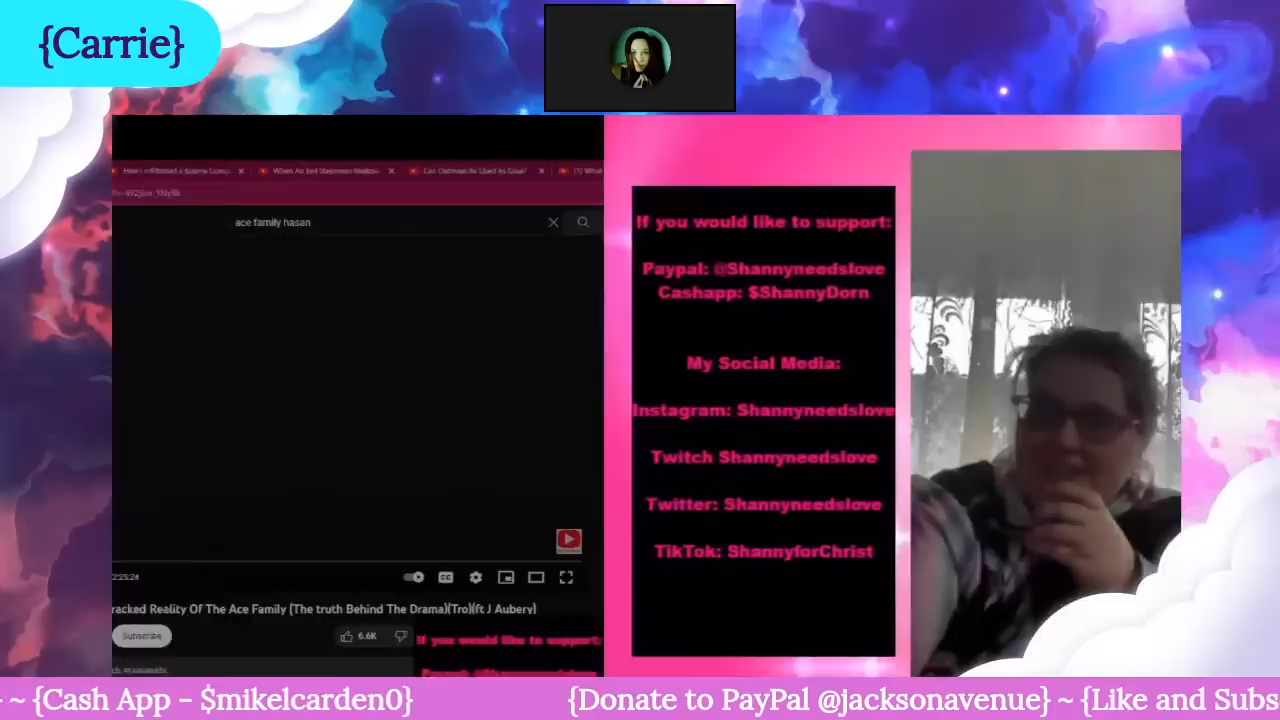 {Carrie}
ace family hasan
If you would like to support:
Paypal: @Shannyneedslove
Cashapp: $ShannyDorn
My Social Media:
Instagram: Shannyneedslove
Twitch Shannyneedslove
Twitter: Shannyneedslove
TikTok: ShannyforChrist
2:25:24
racked Reality Of The Ace Family (The truth Behind The Drama)(Tro)(ft J Aubery)
Subscribe
6.6K
If you would like to support:
~ {Cash App - $mikelcarden0} {Donate to PayPal @jacksonavenue} ~ {Like and Subs